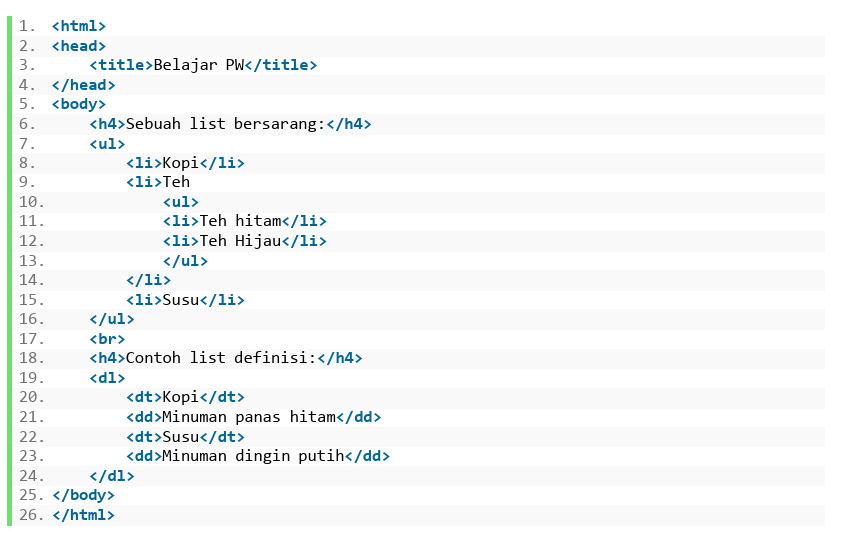 1. <html>
2. <head>
3. <title>Belajar PW</title>
4. </head>
5. <body>
6. <h4>Sebuah list bersarang:</h4>
7. <ul>
8. <li>Kopi</li>
9. <li>Teh
10. <ul>
11. <li>Teh hitam</li>
12. <li>Teh Hijau</li>
13. </ul>
14. </li>
15. <li>Susu</li>
16. </ul>
17. <br>
18. <h4>Contoh list definisi:</h4>
19. <dl>
20. <dt>Kopi</dt>
21. <dd>Minuman panas hitam</dd>
22. <dt>Susu</dt>
23. <dd>Minuman dingin putih</dd>
24. </dl>
25. </body>
26. </html>